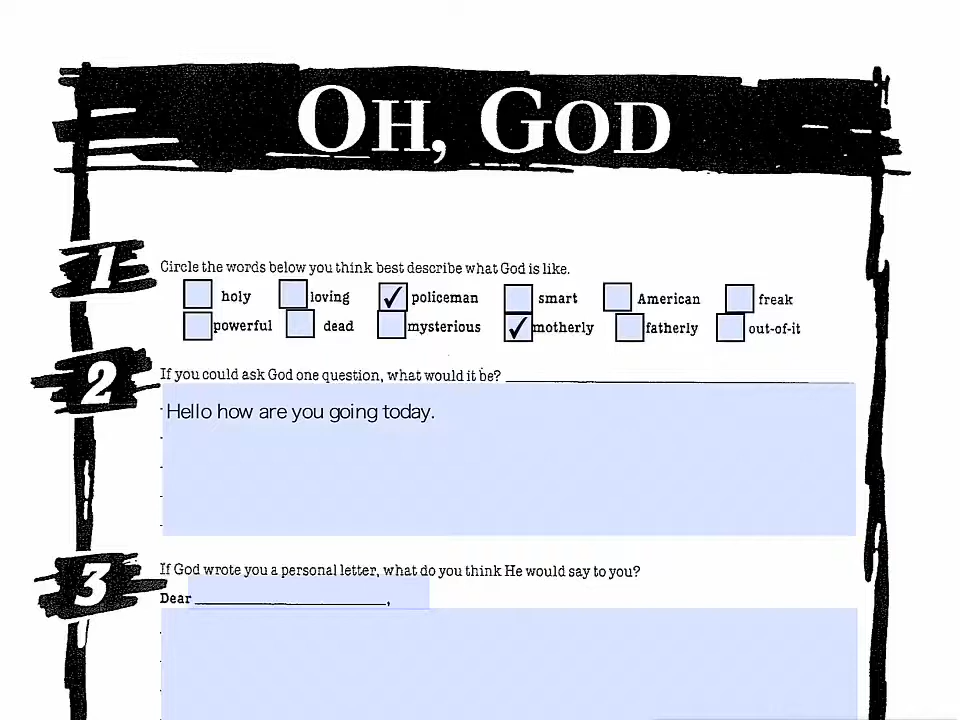 OH, GOD
1
Circle the words below you think best describe what God is like.
holy loving ✓ policeman smart American freak
powerful dead mysterious ✓ motherly fatherly out-of-it
2
If you could ask God one question, what would it be?
Hello how are you going today.
3
If God wrote you a personal letter, what do you think He would say to you?
Dear ,